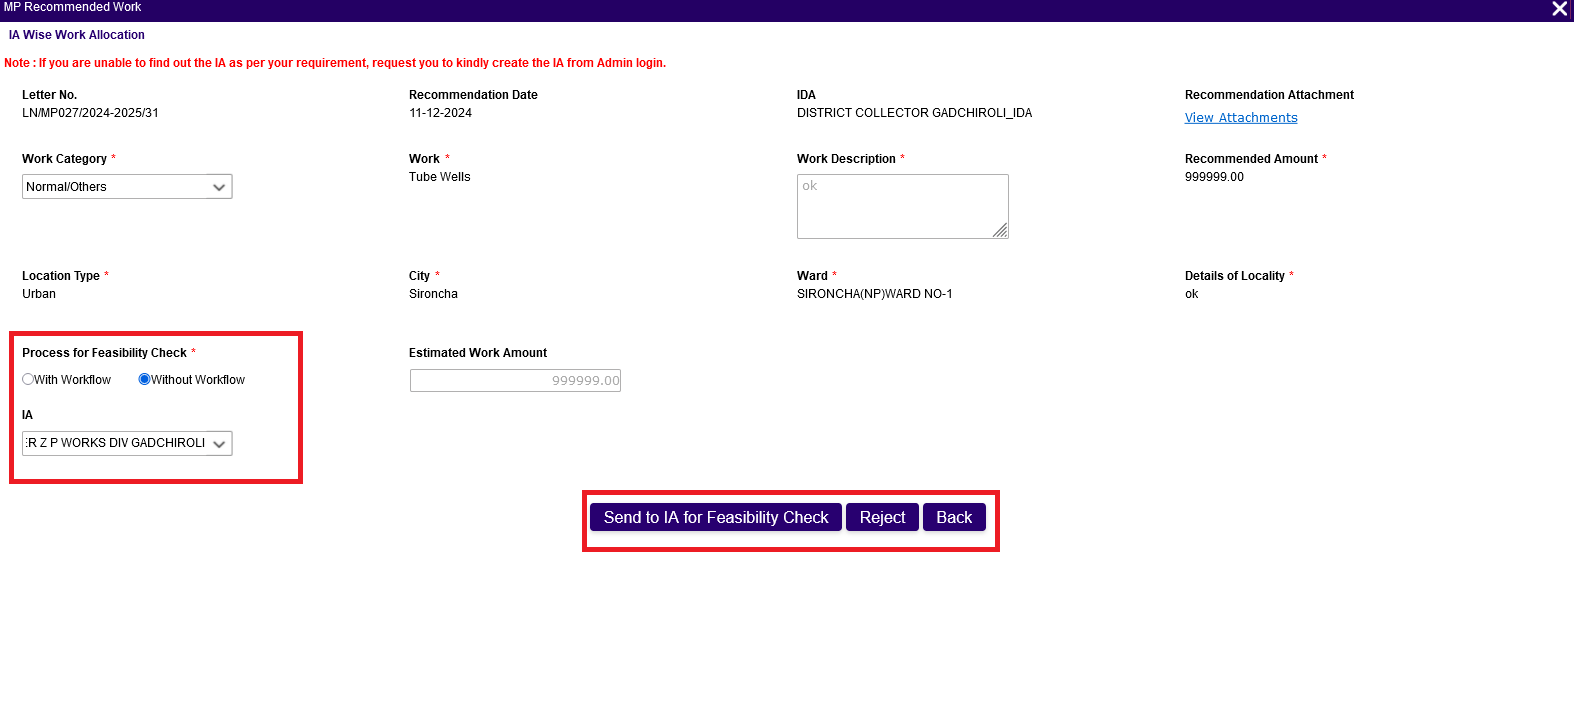 MP Recommended Work
IA Wise Work Allocation
Note : If you are unable to find out the IA as per your requirement, request you to kindly create the IA from Admin login.
Letter No. Recommendation Date IDA Recommendation Attachment
LN/MP027/2024-2025/31 11-12-2024 DISTRICT COLLECTOR GADCHIROLI_IDA View Attachments
Work Category * Work * Work Description * Recommended Amount *
Normal/Others Tube Wells ok 999999.00
Location Type * City * Ward * Details of Locality *
Urban Sironcha SIRONCHA(NP)WARD NO-1 ok
Process for Feasibility Check * Estimated Work Amount
With Workflow Without Workflow 999999.00
IA
ER Z P WORKS DIV GADCHIROLI
Send to IA for Feasibility Check Reject Back